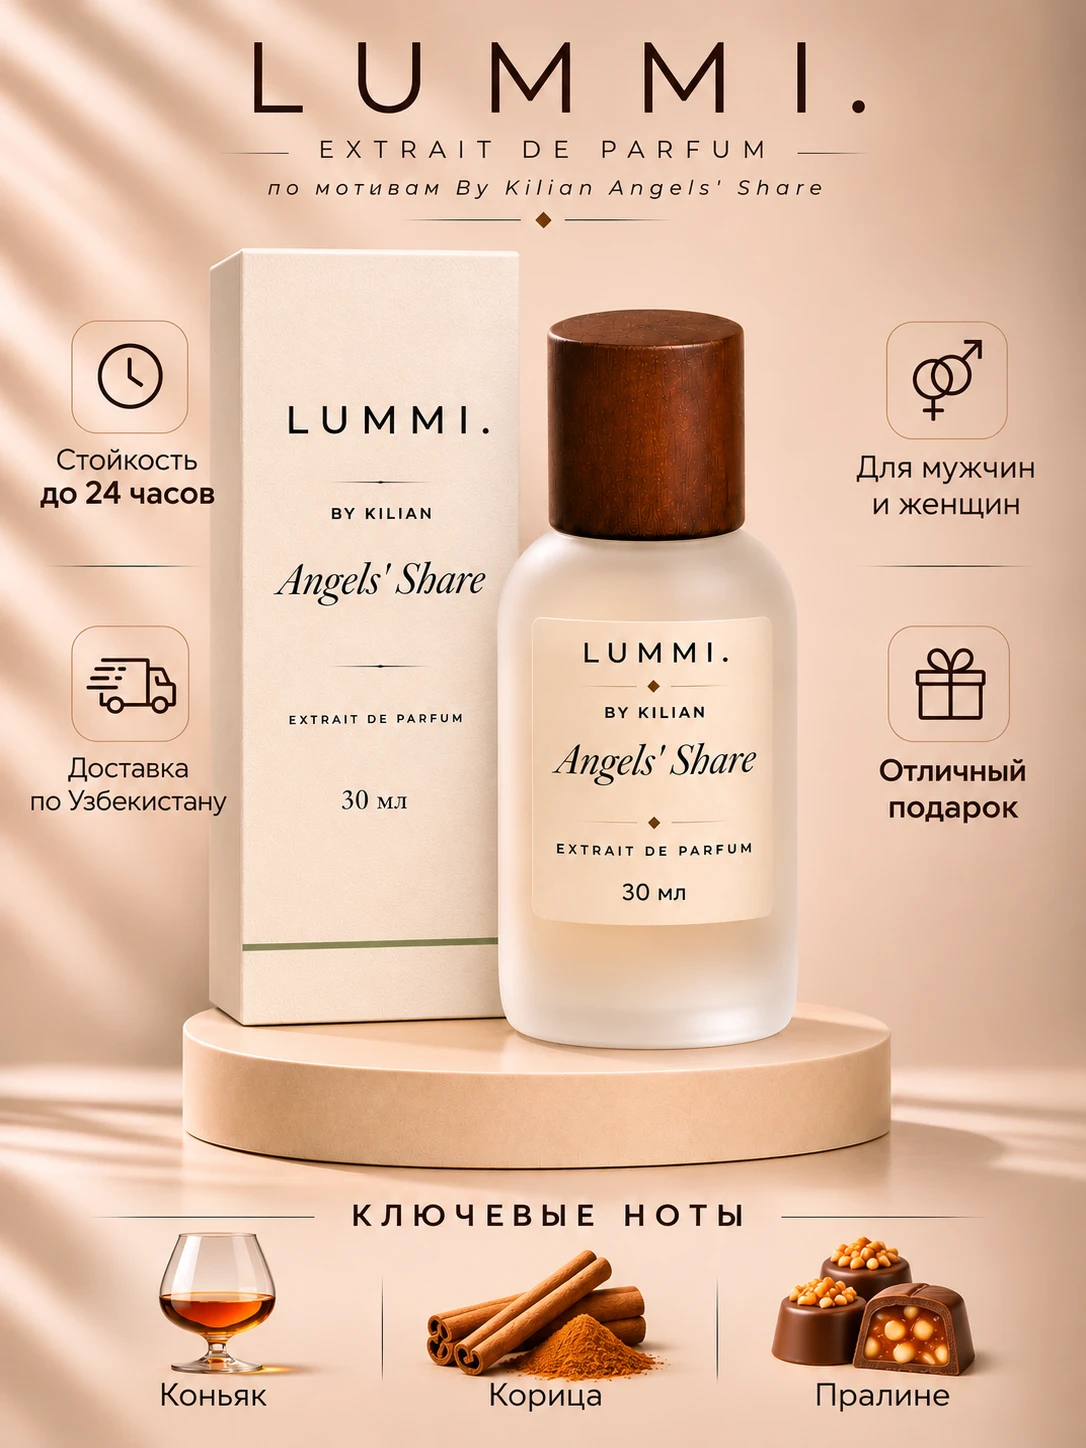 LUMMI.
EXTRAIT DE PARFUM
по мотивам By Kilian Angels' Share
Стойкость
до 24 часов
Доставка
по Узбекистану
LUMMI.
BY KILIAN
Angels' Share
EXTRAIT DE PARFUM
30 мл
LUMMI.
BY KILIAN
Angels' Share
EXTRAIT DE PARFUM
30 мл
Для мужчин
и женщин
Отличный
подарок
КЛЮЧЕВЫЕ НОТЫ
Коньяк
Корица
Пралине